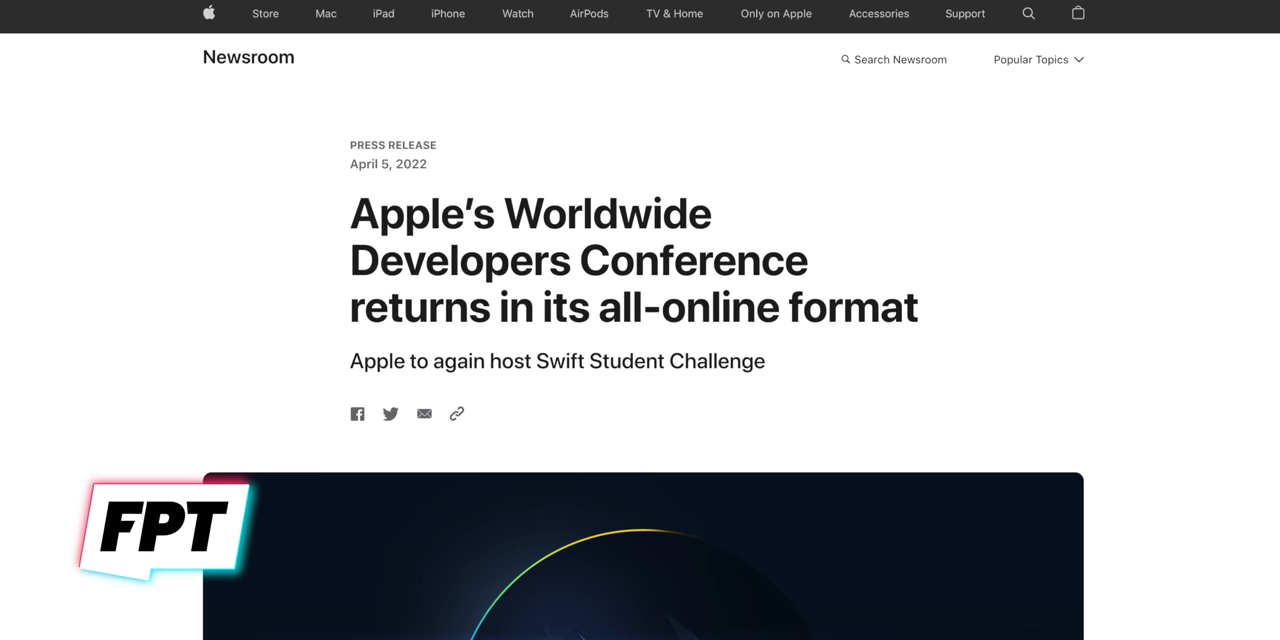 Store Mac iPad iPhone Watch AirPods TV & Home Only on Apple Accessories Support
Newsroom
Search Newsroom Popular Topics
PRESS RELEASE
April 5, 2022
Apple’s Worldwide
Developers Conference
returns in its all-online format
Apple to again host Swift Student Challenge
FPT